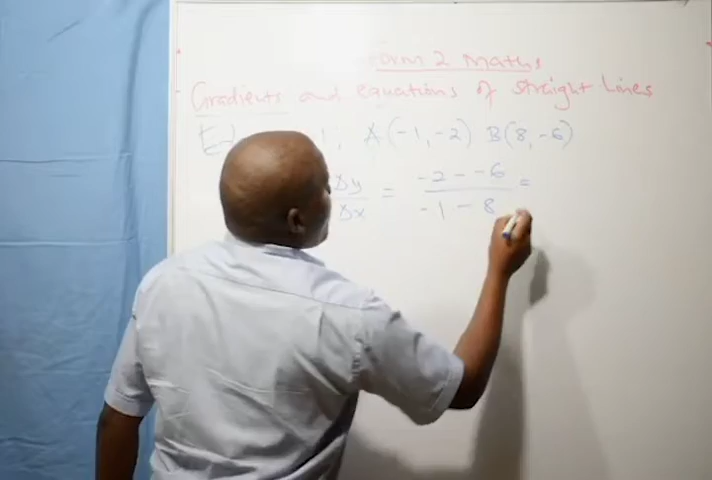 Form 2 Maths
Gradients and equations of straight Lines
1; A(-1,-2) B(8,-6)
Δy/Δx = -2 - -6/-1 - 8 =